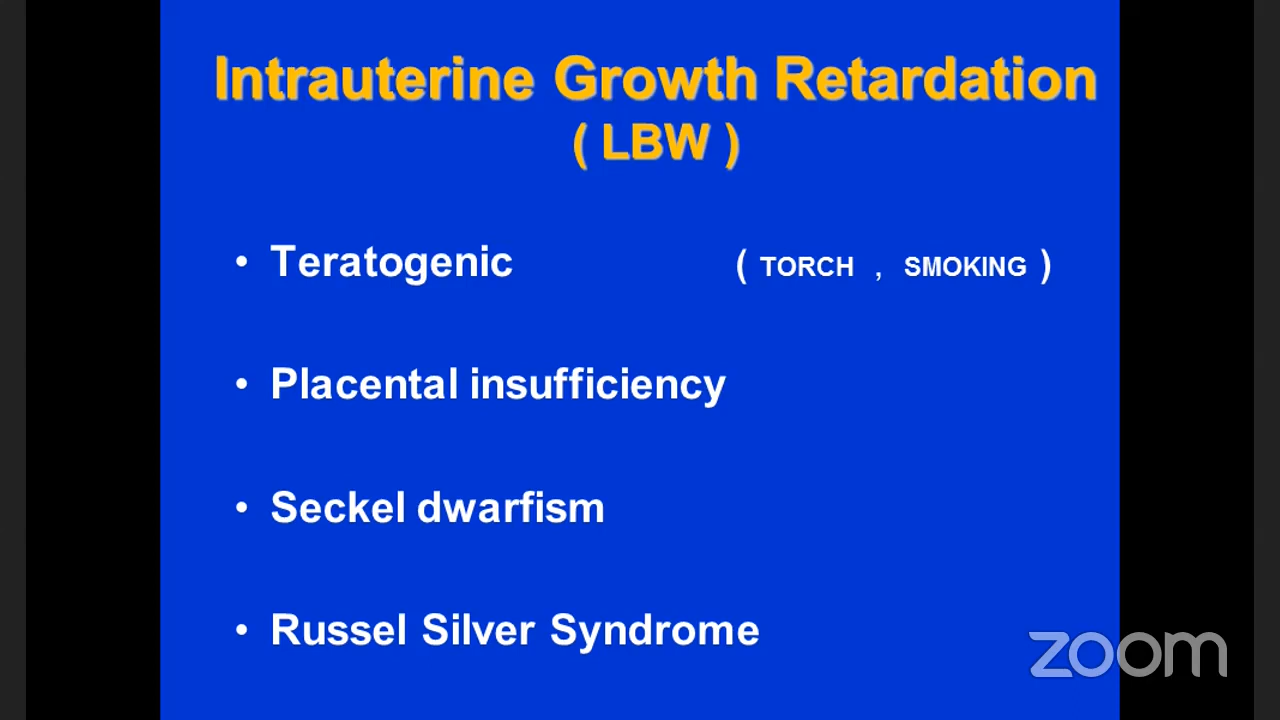 Intrauterine Growth Retardation
( LBW )
• Teratogenic ( TORCH , SMOKING )
• Placental insufficiency
• Seckel dwarfism
• Russel Silver Syndrome
zoom